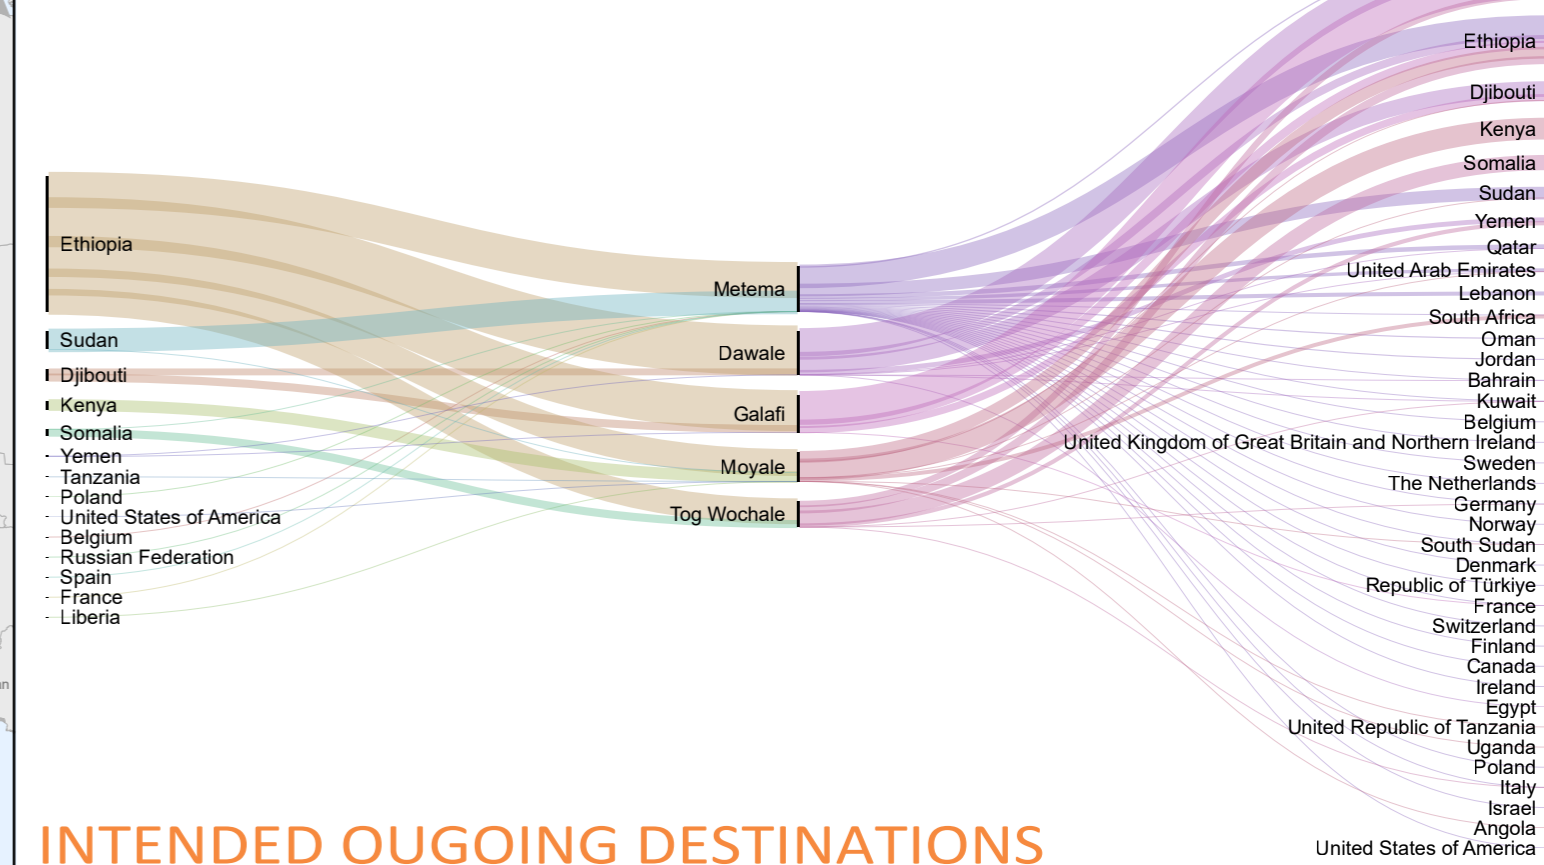 Ethiopia
Sudan
Djibouti
Kenya
Somalia
Yemen
Tanzania
Poland
United States of America
Belgium
Russian Federation
Spain
France
Liberia
Metema
Dawale
Galafi
Moyale
Tog Wochale
Ethiopia
Djibouti
Kenya
Somalia
Sudan
Yemen
Qatar
United Arab Emirates
Lebanon
South Africa
Oman
Jordan
Bahrain
Kuwait
Belgium
United Kingdom of Great Britain and Northern Ireland
Sweden
The Netherlands
Germany
Norway
South Sudan
Denmark
Republic of Türkiye
France
Switzerland
Finland
Canada
Ireland
Egypt
United Republic of Tanzania
Uganda
Poland
Italy
Israel
Angola
United States of America
INTENDED OUGOING DESTINATIONS